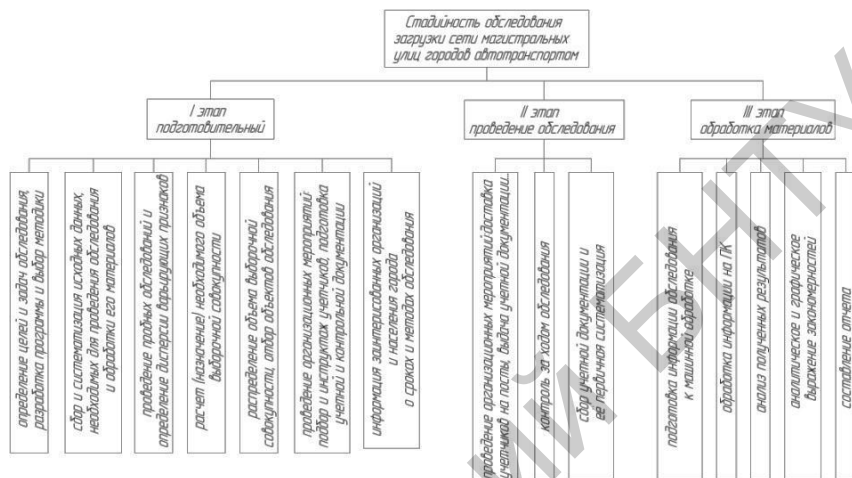 Стадийность обследования
загрузки сети магистральных
улиц городов автотранспортом
I этап
подготовительный
II этап
проведение обследования
III этап
обработка материалов
определение целей и задач обследования,
разработка программы и выбор методики
сбор и систематизация исходных данных,
необходимых для проведения обследования
и обработки его материалов
проведение пробных обследований и
определение дисперсии варьирующих признаков
расчет (назначение) необходимого объема
выборочной совокупности
распределение объема выборочной
совокупности, отбор объектов обследования
проведение организационных мероприятий:
подбор и инструктаж учетчиков, подготовка
учетной и контрольной документации
информация заинтерисованных организаций
и населения города
о сроках и методах обследования
проведение организационных мероприятий:доставка
учетчиков на посты, выдача учетной документации
контроль за ходом обследования
сбор учетной документации и
её первичная систематизация
подготовка информации обследования
к машинной обработке
обработка информации на ПК
анализ полученных результатов
аналитическое и графическое
выражение закономерностей
составление отчета
ИЙ БНТУ